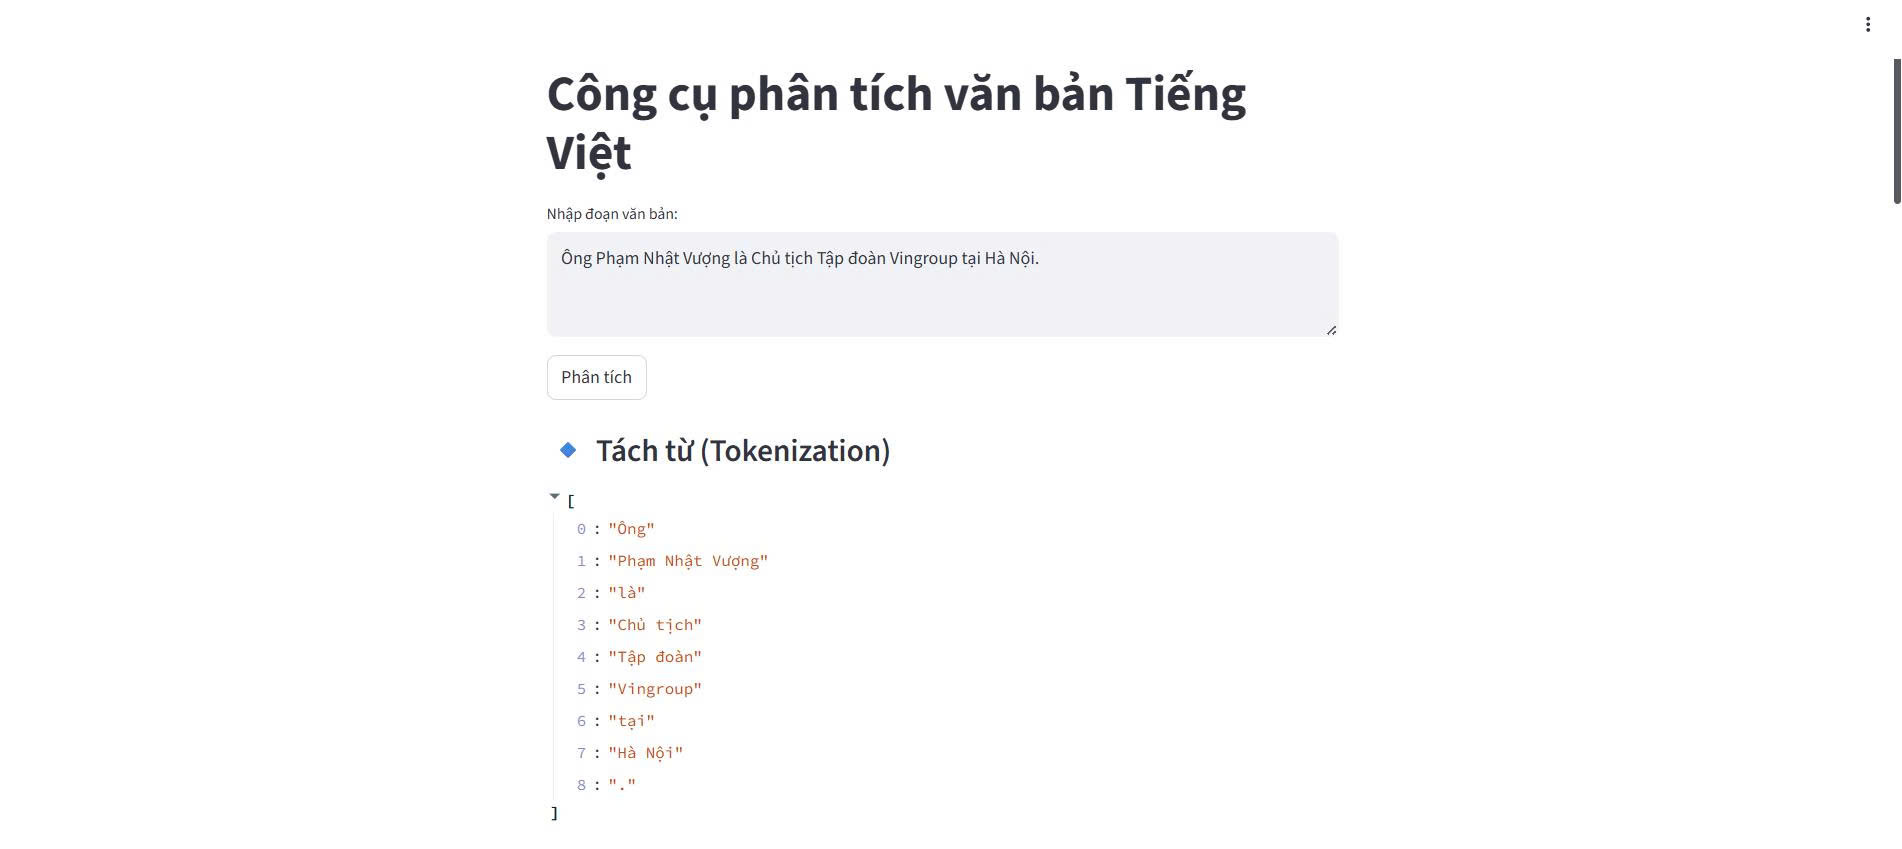 Công cụ phân tích văn bản Tiếng
Việt
Nhập đoạn văn bản:
Ông Phạm Nhật Vượng là Chủ tịch Tập đoàn Vingroup tại Hà Nội.
Phân tích
Tách từ (Tokenization)
[
0 : "Ông"
1 : "Phạm Nhật Vượng"
2 : "là"
3 : "Chủ tịch"
4 : "Tập đoàn"
5 : "Vingroup"
6 : "tại"
7 : "Hà Nội"
8 : "."
]